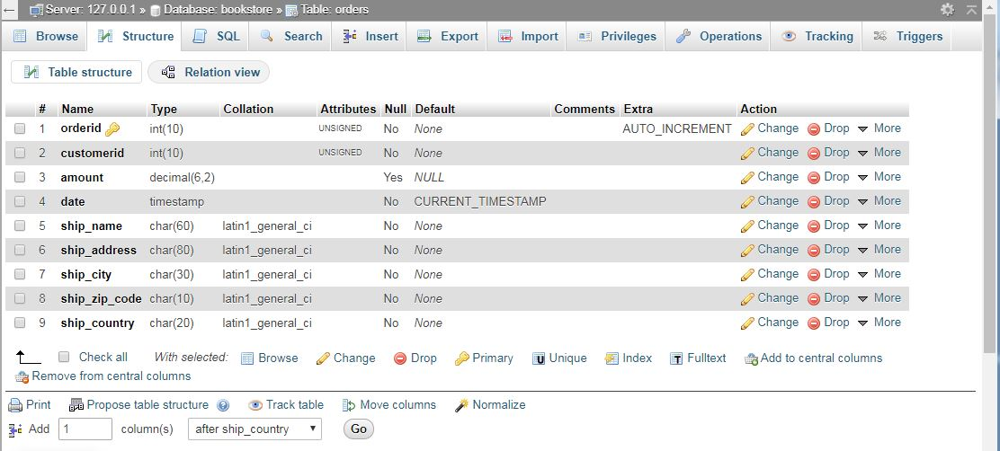 Server: 127.0.0.1 » Database: bookstore » Table: orders
Browse Structure SQL Search Insert Export Import Privileges Operations Tracking Triggers
Table structure Relation view
# Name Type Collation Attributes Null Default Comments Extra Action
1 orderid int(10) UNSIGNED No None AUTO_INCREMENT Change Drop More
2 customerid int(10) UNSIGNED No None Change Drop More
3 amount decimal(6,2) Yes NULL Change Drop More
4 date timestamp No CURRENT_TIMESTAMP Change Drop More
5 ship_name char(60) latin1_general_ci No None Change Drop More
6 ship_address char(80) latin1_general_ci No None Change Drop More
7 ship_city char(30) latin1_general_ci No None Change Drop More
8 ship_zip_code char(10) latin1_general_ci No None Change Drop More
9 ship_country char(20) latin1_general_ci No None Change Drop More
Check all With selected: Browse Change Drop Primary Unique Index Fulltext Add to central columns
Remove from central columns
Print Propose table structure Track table Move columns Normalize
Add 1 column(s) after ship_country Go